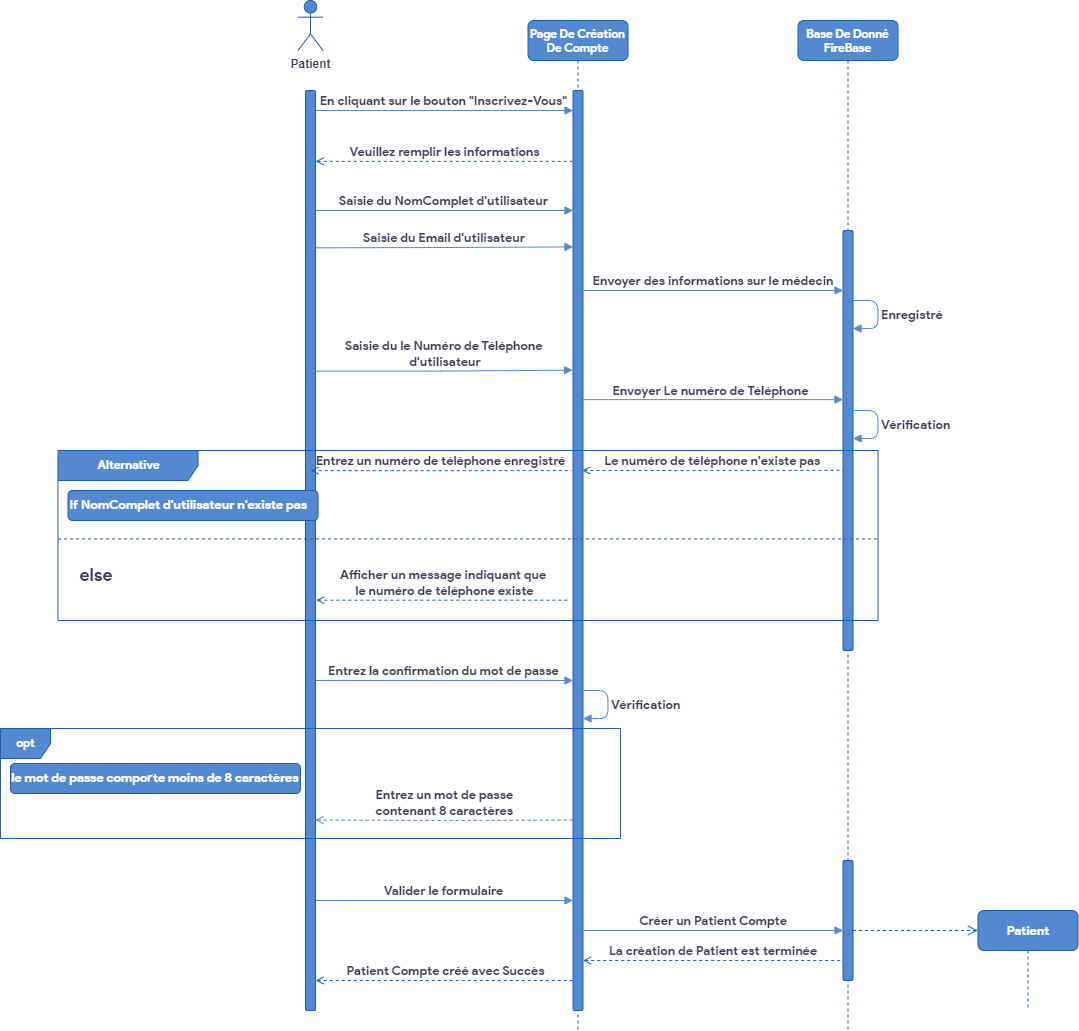 Patient
Page De Création
De Compte
Base De Donné
FireBase
En cliquant sur le bouton "Inscrivez-Vous"
Veuillez remplir les informations
Saisie du NomComplet d'utilisateur
Saisie du Email d'utilisateur
Envoyer des informations sur le médecin
Enregistré
Saisie du le Numéro de Téléphone
d'utilisateur
Envoyer Le numéro de Téléphone
Vérification
Alternative
Entrez un numéro de téléphone enregistré
Le numéro de téléphone n'existe pas
If NomComplet d'utilisateur n'existe pas
else
Afficher un message indiquant que
le numéro de téléphone existe
Entrez la confirmation du mot de passe
Vérification
opt
le mot de passe comporte moins de 8 caractères
Entrez un mot de passe
contenant 8 caractères
Valider le formulaire
Créer un Patient Compte
Patient
La création de Patient est terminée
Patient Compte créé avec Succès